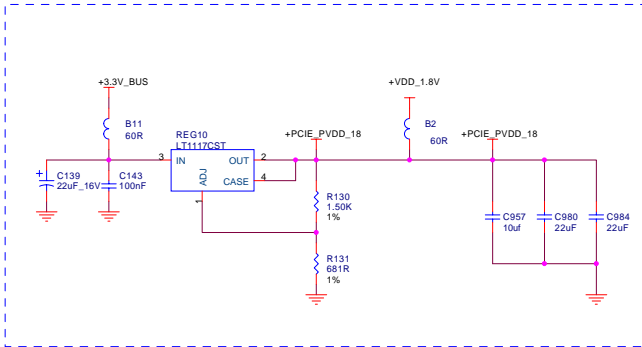 +3.3V_BUS
+VDD_1.8V
B11
60R
REG10
LT1117CST
+PCIE_PVDD_18
B2
60R
+PCIE_PVDD_18
3
IN
OUT
2
ADJ
CASE
4
1
+
C139
22uF_16V
C143
100nF
R130
1.50K
1%
C957
10uf
C980
22uF
C984
22uF
R131
681R
1%